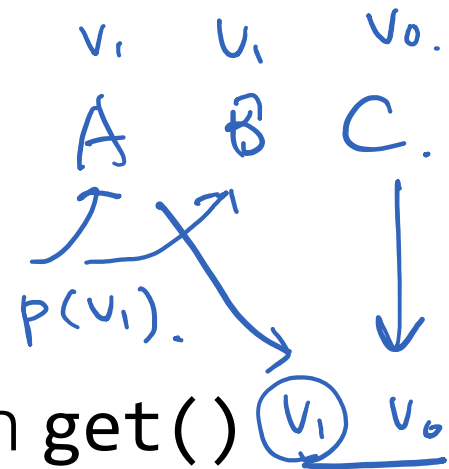 V₁ V₁ V₀.
A B C.
p(V₁).
n get() V₁ V₀